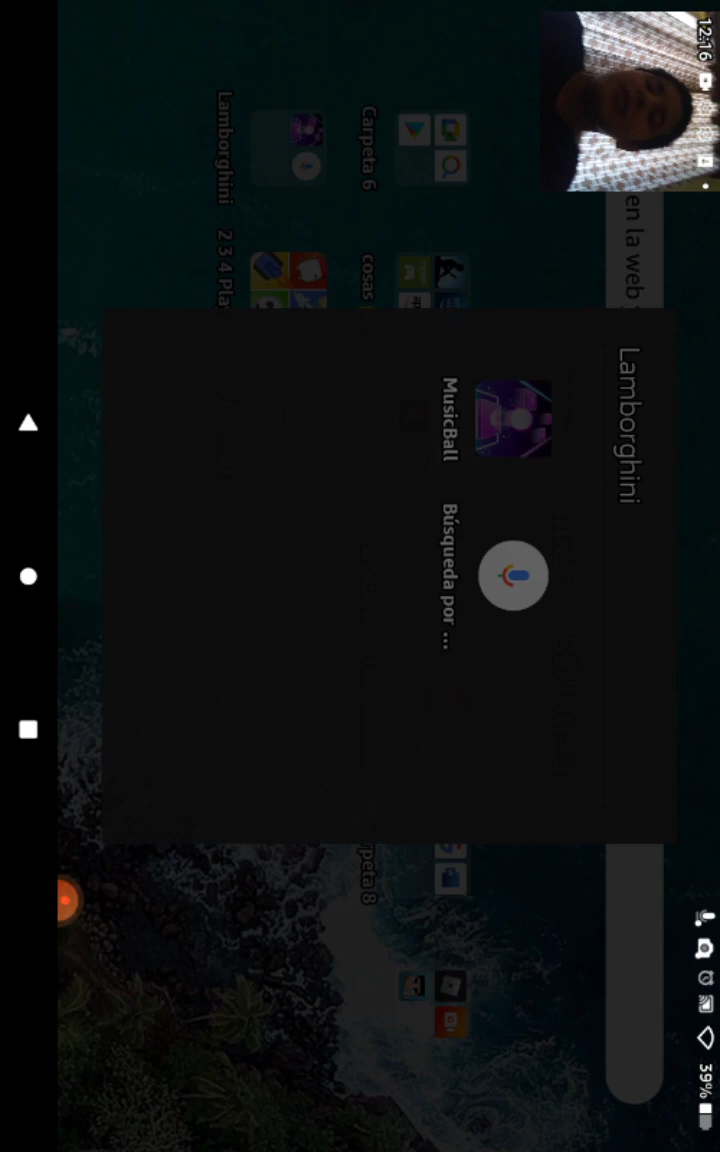 12:16
39%
en la web
Carpeta 6
cosas
Lamborghini
2 3 4 Pla
Lamborghini
MusicBall
Búsqueda por ...
peta 8